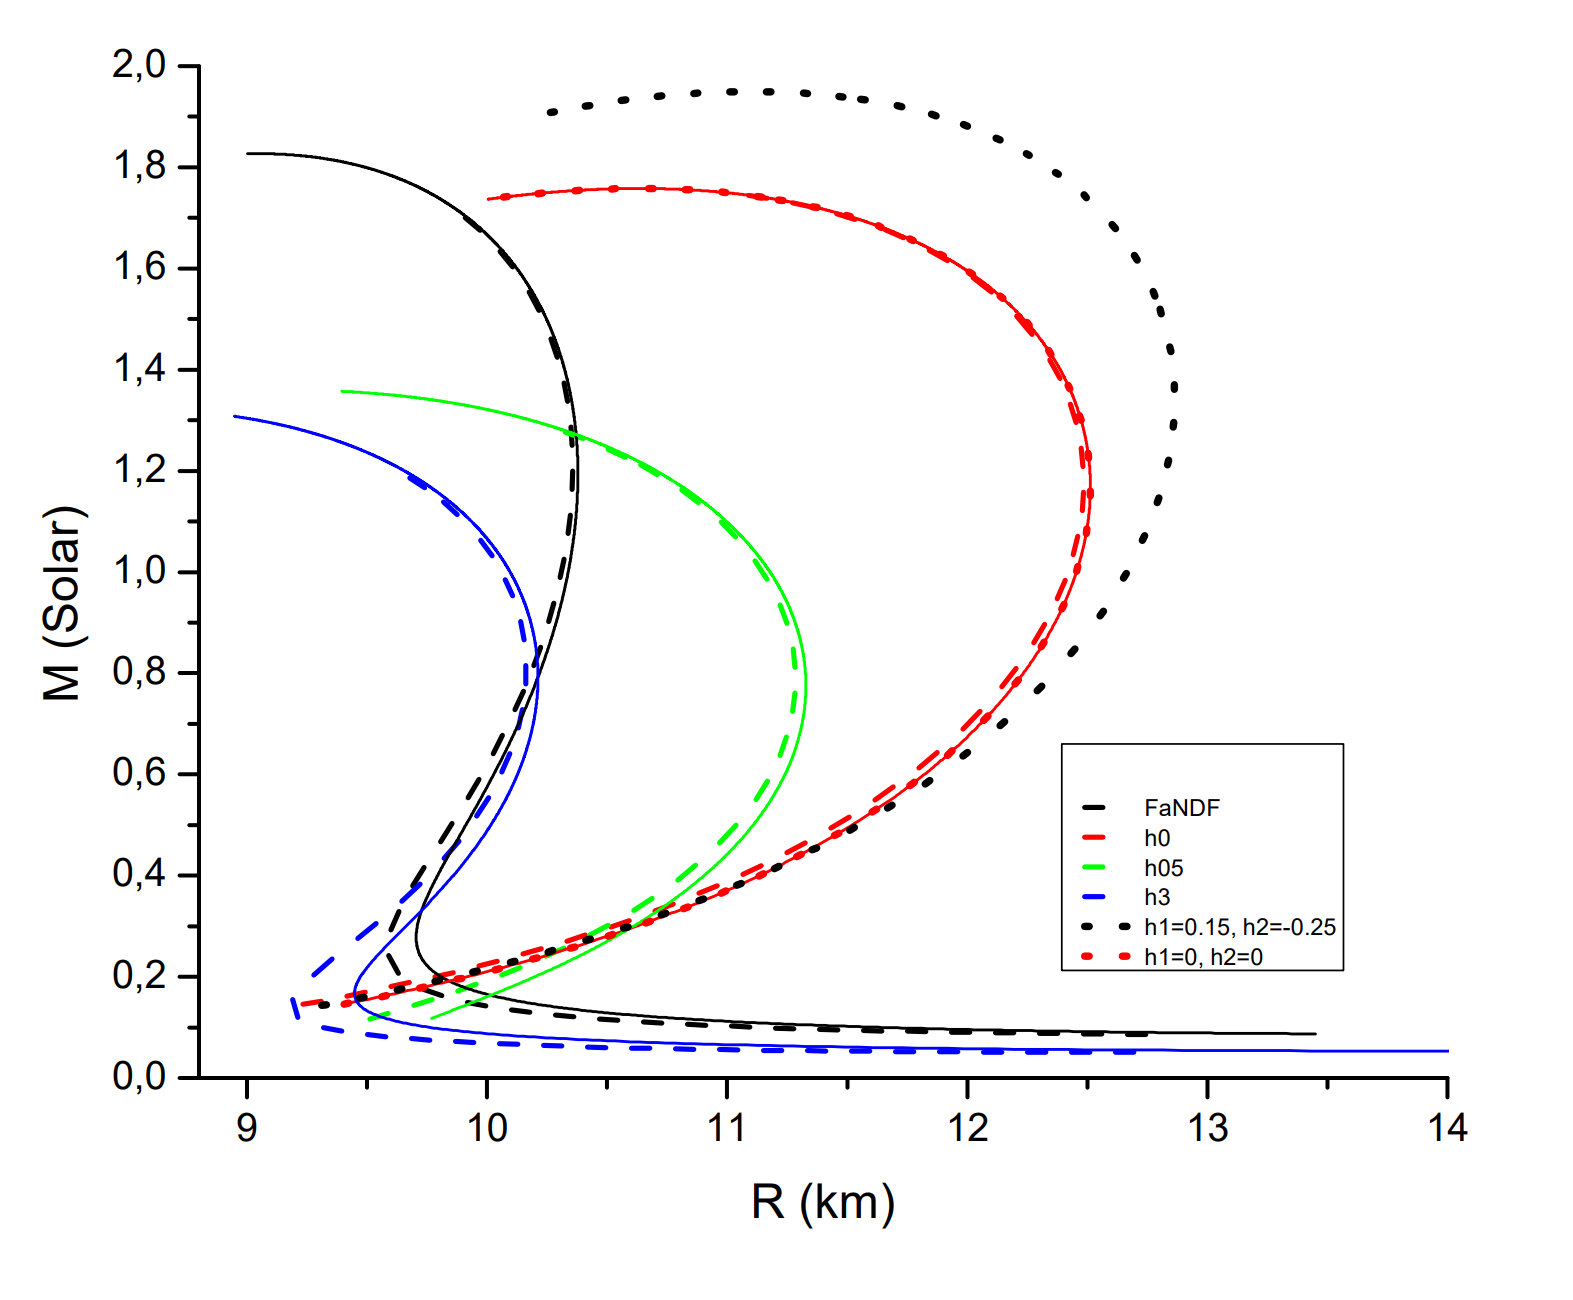 2,0
1,8
1,6
1,4
1,2
1,0
0,8
0,6
0,4
0,2
0,0
M (Solar)
FaNDF
h0
h05
h3
h1=0.15, h2=-0.25
h1=0, h2=0
9 10 11 12 13 14
R (km)